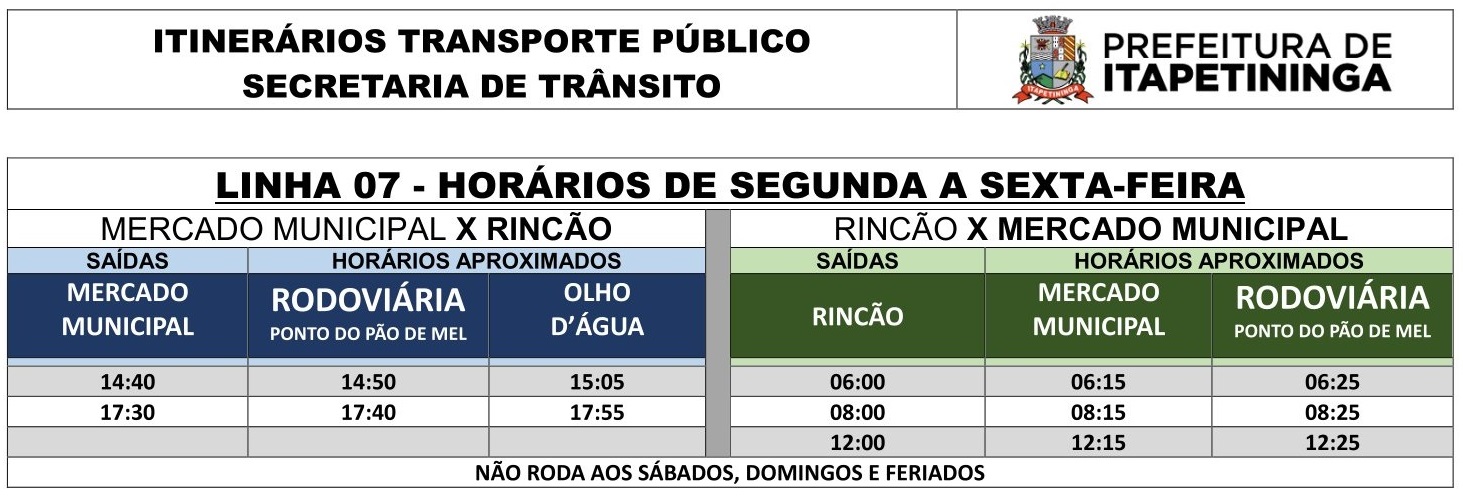 ITINERÁRIOS TRANSPORTE PÚBLICO
SECRETARIA DE TRÂNSITO
ITAPETININGA
PREFEITURA DE
ITAPETININGA
LINHA 07 - HORÁRIOS DE SEGUNDA A SEXTA-FEIRA
MERCADO MUNICIPAL X RINCÃO
RINCÃO X MERCADO MUNICIPAL
SAÍDAS HORÁRIOS APROXIMADOS SAÍDAS HORÁRIOS APROXIMADOS
MERCADO MUNICIPAL
RODOVIÁRIA
PONTO DO PÃO DE MEL
OLHO
D’ÁGUA
RINCÃO
MERCADO
MUNICIPAL
RODOVIÁRIA
PONTO DO PÃO DE MEL
14:40 14:50 15:05 06:00 06:15 06:25
17:30 17:40 17:55 08:00 08:15 08:25
12:00 12:15 12:25
NÃO RODA AOS SÁBADOS, DOMINGOS E FERIADOS